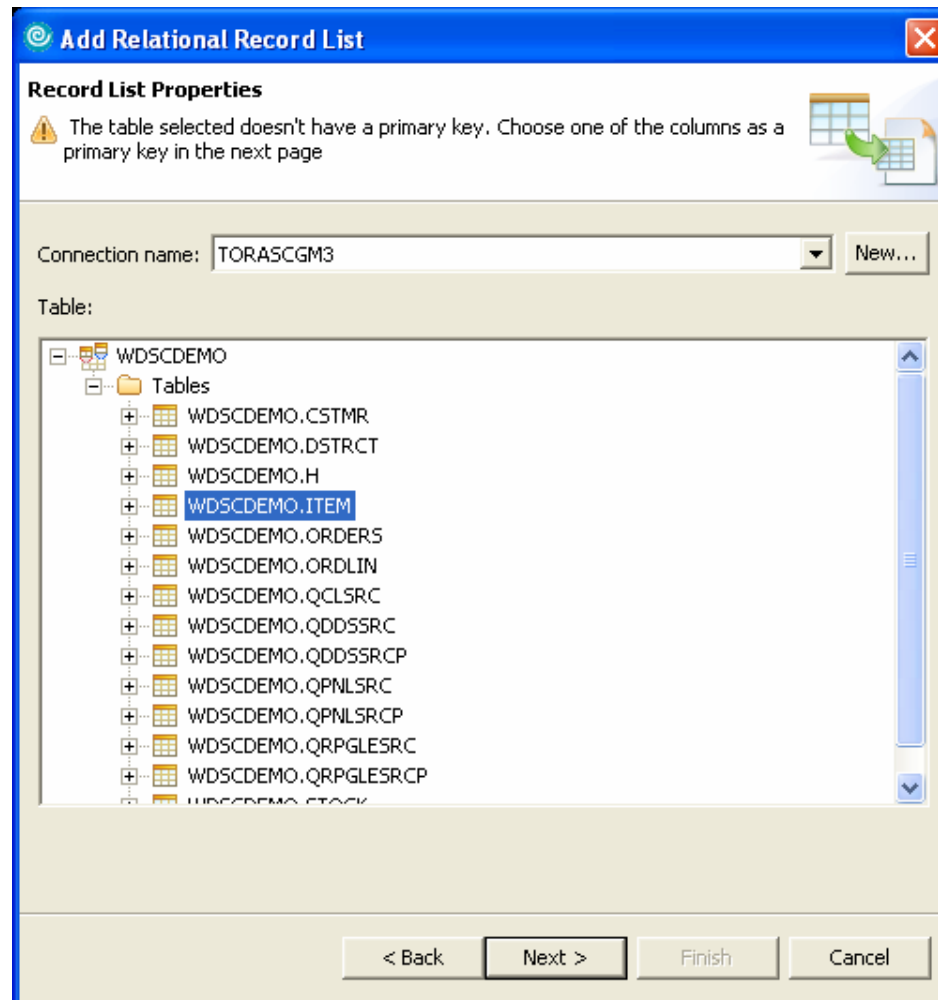 Add Relational Record List
Record List Properties
The table selected doesn't have a primary key. Choose one of the columns as a
primary key in the next page
Connection name: TORASCGM3 New...
Table:
WDSCDEMO
Tables
WDSCDEMO.CSTMR
WDSCDEMO.DSTRCT
WDSCDEMO.H
WDSCDEMO.ITEM
WDSCDEMO.ORDERS
WDSCDEMO.ORDLIN
WDSCDEMO.QCLSRC
WDSCDEMO.QDDSSRC
WDSCDEMO.QDDSSRCP
WDSCDEMO.QPNLSRC
WDSCDEMO.QPNLSRCP
WDSCDEMO.QRPGLESRC
WDSCDEMO.QRPGLESRCP
WDSCDEMO.STOCK
< Back Next > Finish Cancel